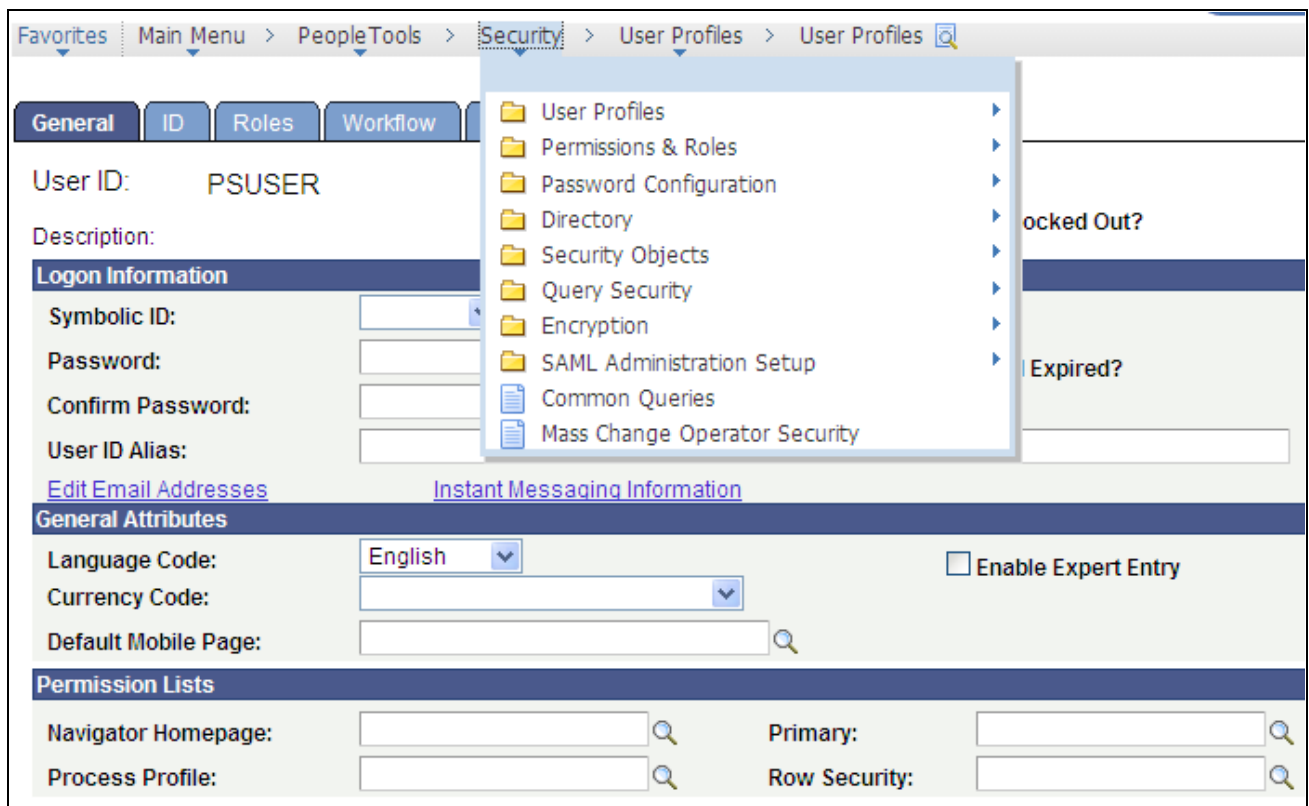 Favorites Main Menu > PeopleTools > Security > User Profiles > User Profiles
General ID Roles Workflow
User Profiles
Permissions & Roles
Password Configuration
Directory
Security Objects
Query Security
Encryption
SAML Administration Setup
Common Queries
Mass Change Operator Security
User ID: PSUSER
ocked Out?
Description:
Logon Information
Symbolic ID:
Password:
Expired?
Confirm Password:
User ID Alias:
Edit Email Addresses Instant Messaging Information
General Attributes
Language Code: English Enable Expert Entry
Currency Code:
Default Mobile Page:
Permission Lists
Navigator Homepage: Primary:
Process Profile: Row Security: